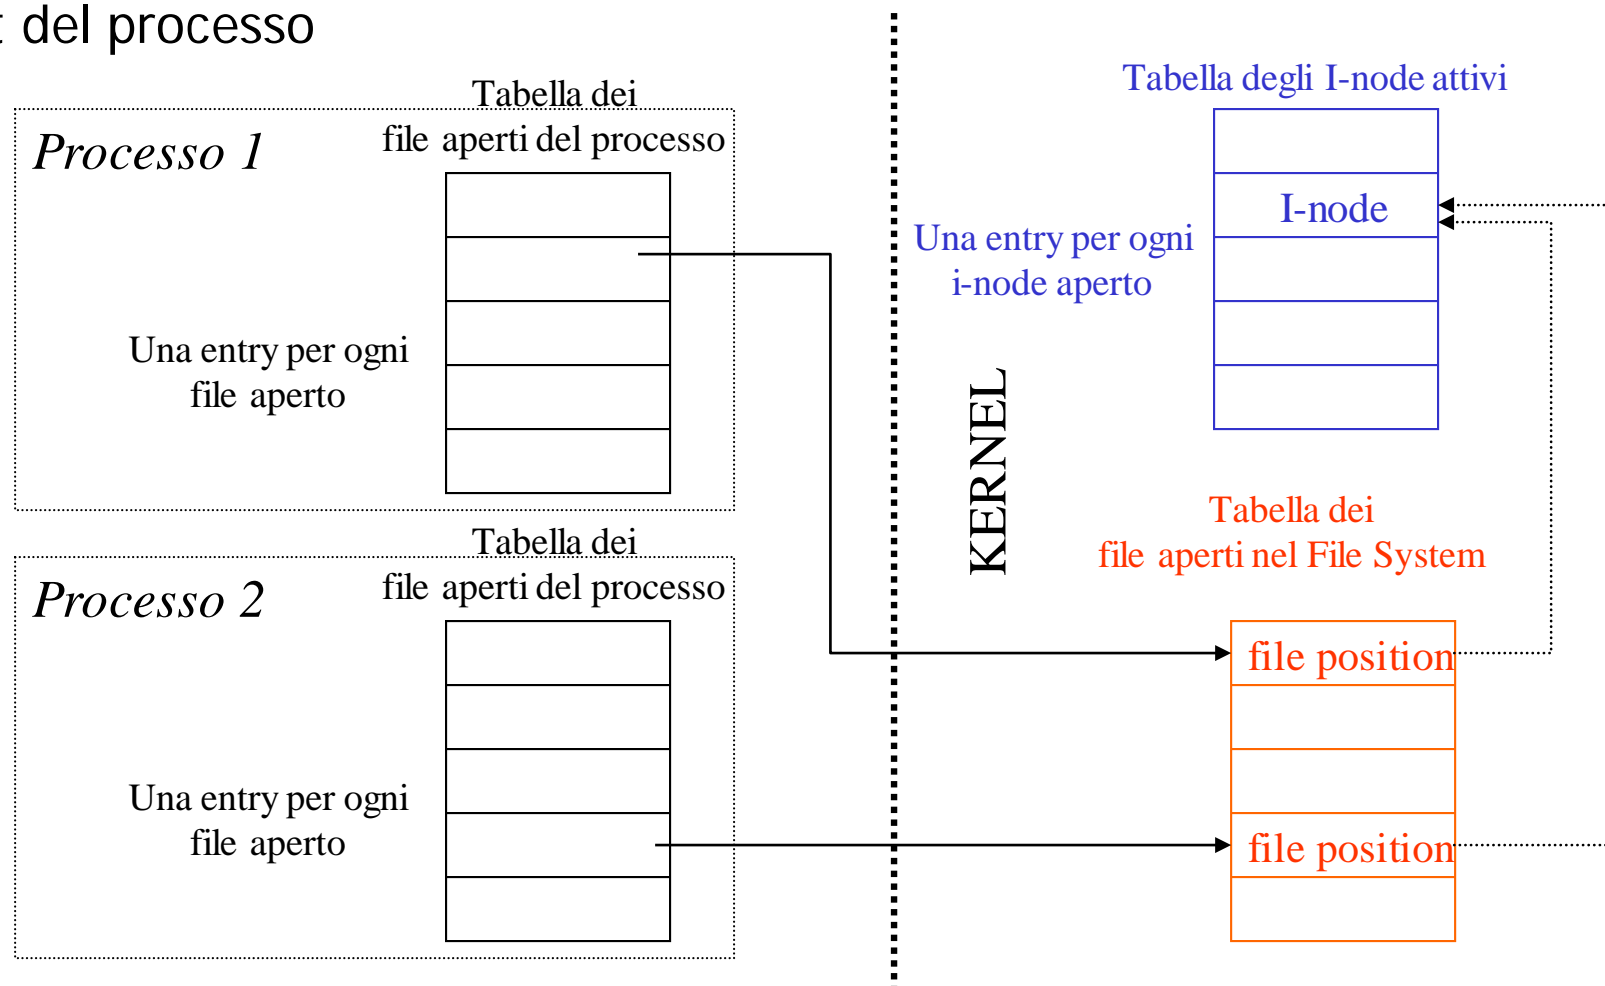 del processo
Tabella dei
file aperti del processo
Processo 1
Una entry per ogni
file aperto
Tabella dei
file aperti del processo
Processo 2
Una entry per ogni
file aperto
KERNEL
Tabella degli I-node attivi
I-node
Una entry per ogni
i-node aperto
Tabella dei
file aperti nel File System
file position
file position